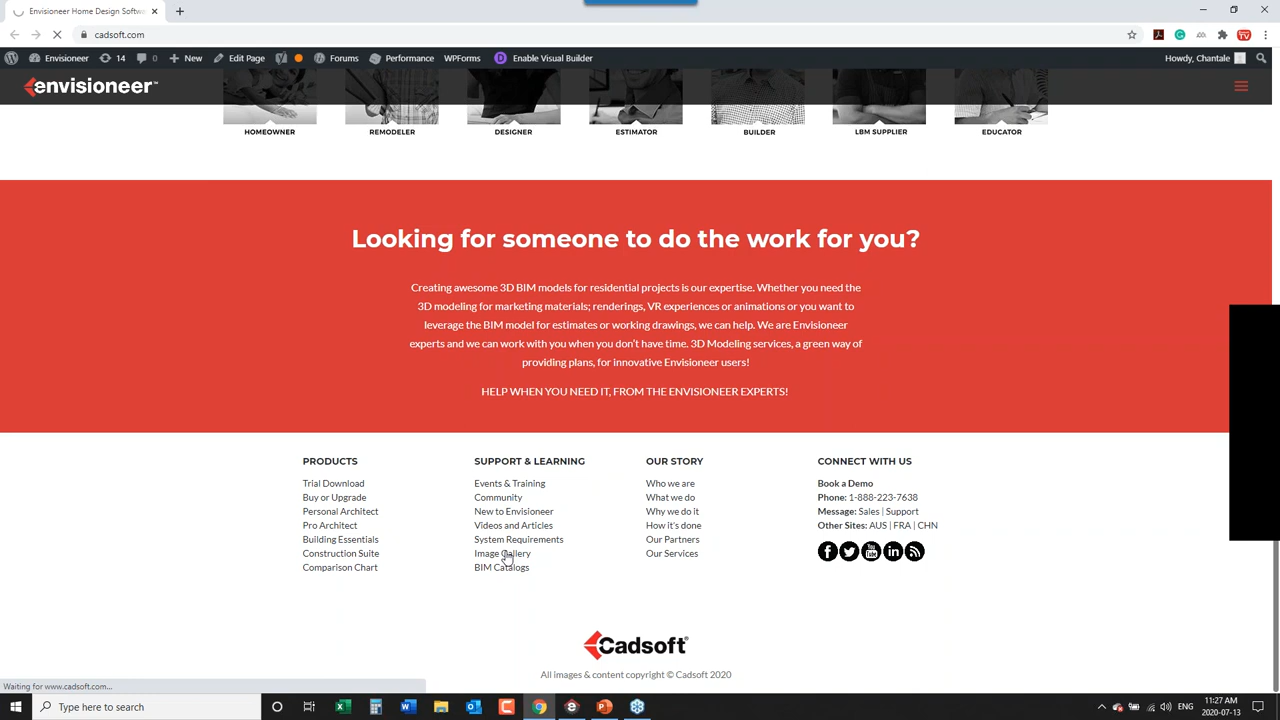 Envisioneer Home Design Softw
cadsoft.com
Envisioneer 14 0 New Edit Page Forums Performance WPForms Enable Visual Builder Howdy, Chantale
envisioneer™
HOMEOWNER REMODELER DESIGNER ESTIMATOR BUILDER LBM SUPPLIER EDUCATOR
Looking for someone to do the work for you?
Creating awesome 3D BIM models for residential projects is our expertise. Whether you need the
3D modeling for marketing materials; renderings, VR experiences or animations or you want to
leverage the BIM model for estimates or working drawings, we can help. We are Envisioneer
experts and we can work with you when you don't have time. 3D Modeling services, a green way of
providing plans, for innovative Envisioneer users!
HELP WHEN YOU NEED IT, FROM THE ENVISIONEER EXPERTS!
PRODUCTS
Trial Download
Buy or Upgrade
Personal Architect
Pro Architect
Building Essentials
Construction Suite
Comparison Chart
SUPPORT & LEARNING
Events & Training
Community
New to Envisioneer
Videos and Articles
System Requirements
Image Gallery
BIM Catalogs
OUR STORY
Who we are
What we do
Why we do it
How it's done
Our Partners
Our Services
CONNECT WITH US
Book a Demo
Phone: 1-888-223-7638
Message: Sales | Support
Other Sites: AUS | FRA | CHN
Cadsoft®
All images & content copyright © Cadsoft 2020
Waiting for www.cadsoft.com...
Type here to search
ENG
11:27 AM
2020-07-13